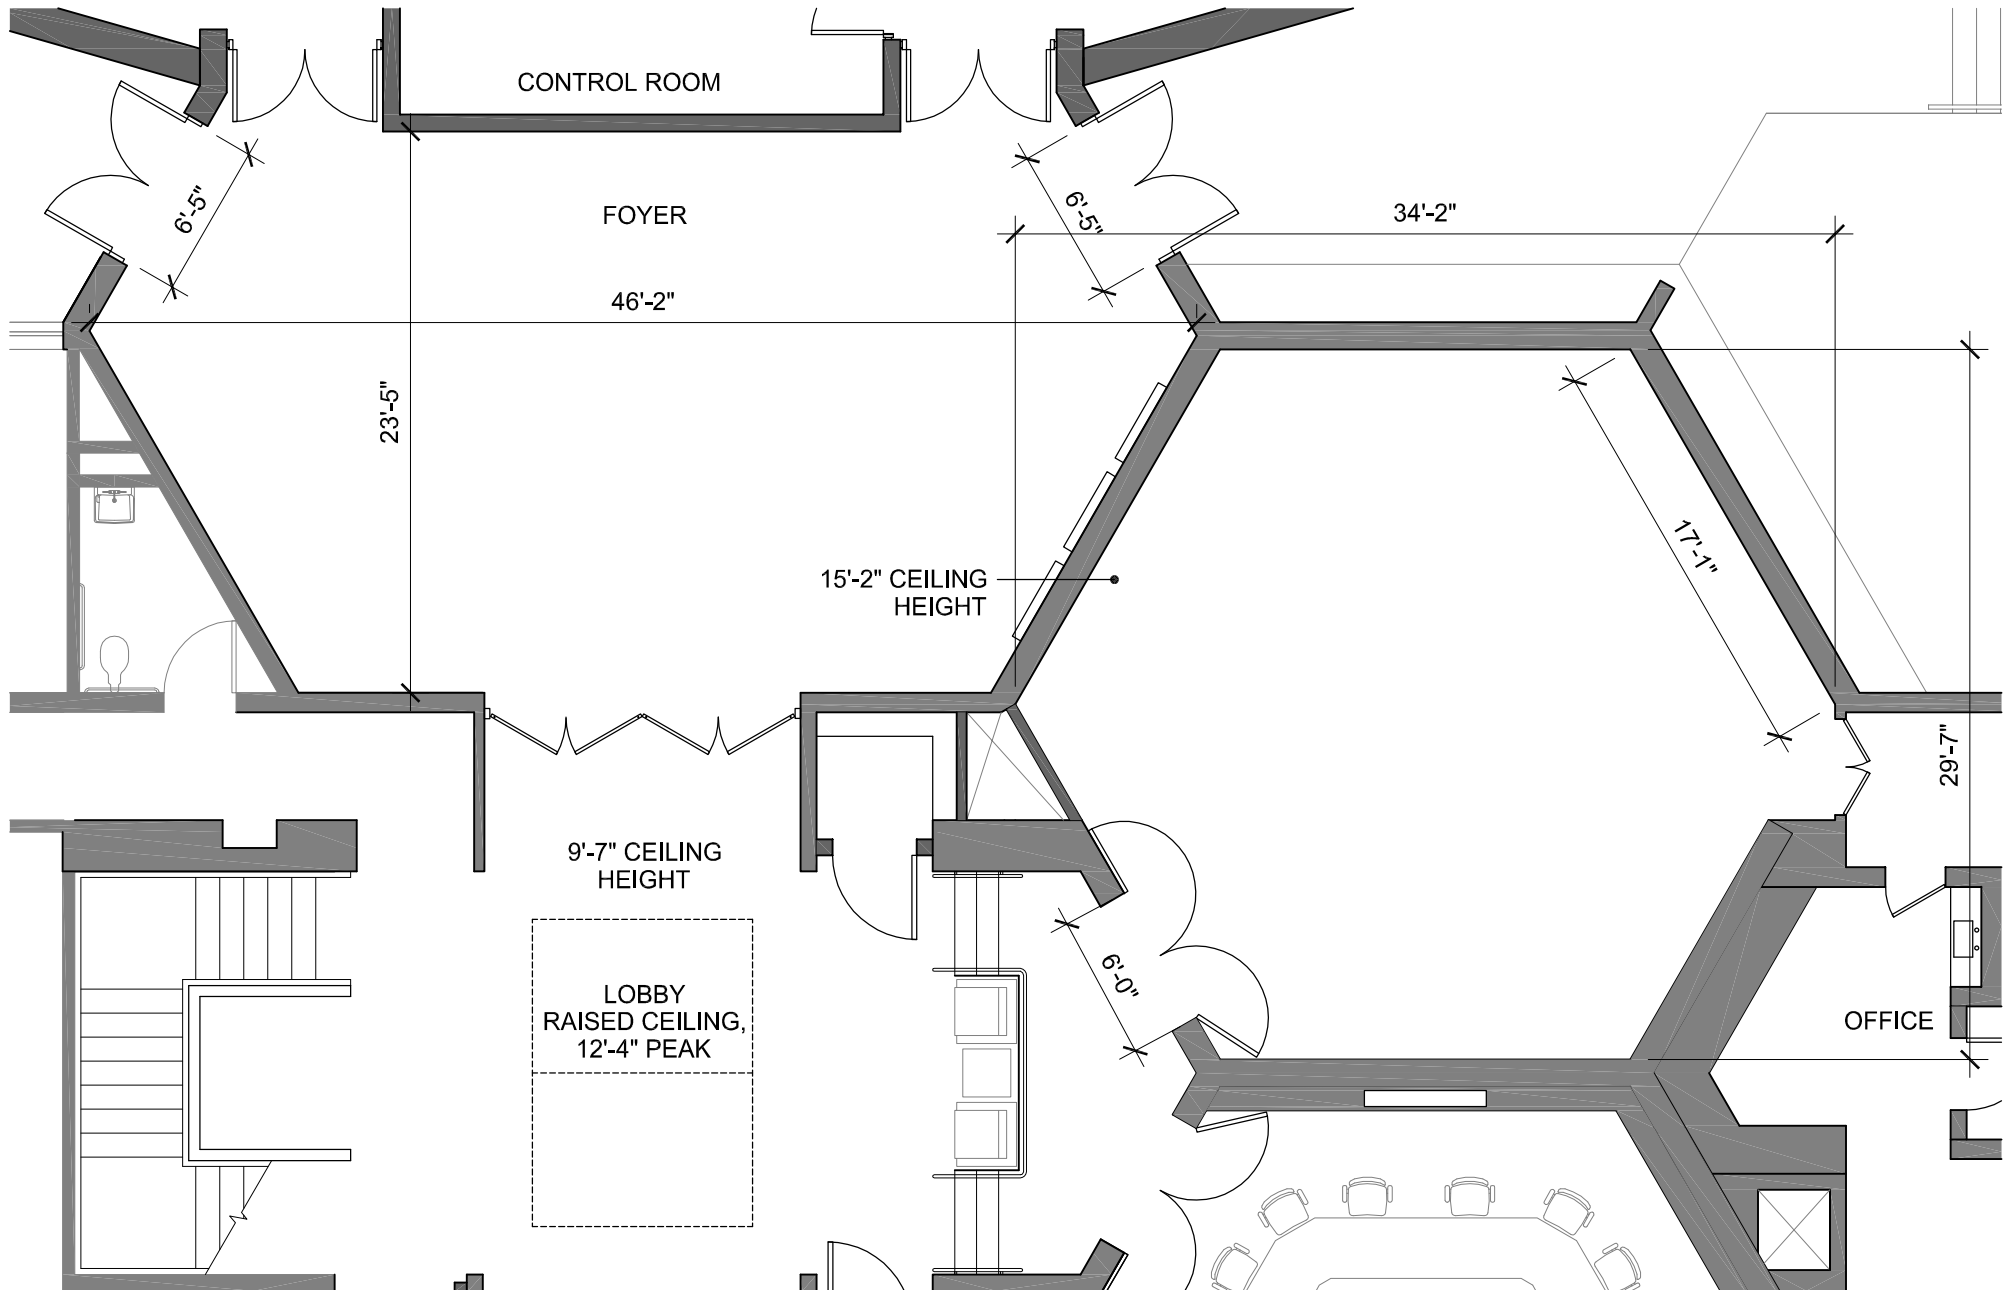 CONTROL ROOM
6'-5"
FOYER
6'-5"
34'-2"
46'-2"
23'-5"
17'-1"
15'-2" CEILING
HEIGHT
29'-7"
9'-7" CEILING
HEIGHT
6'-0"
LOBBY
RAISED CEILING,
12'-4" PEAK
OFFICE